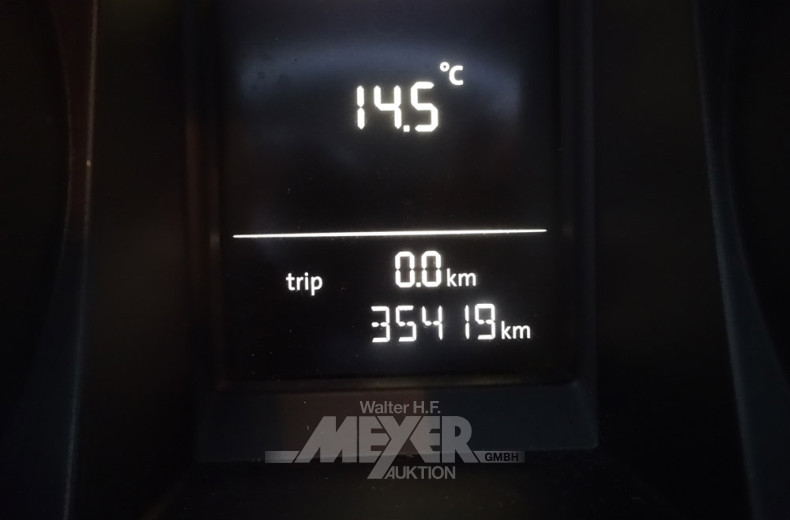 14.5 °C
trip 0.0 km
35419 km
Walter H.F.
MEYER GMBH
AUKTION